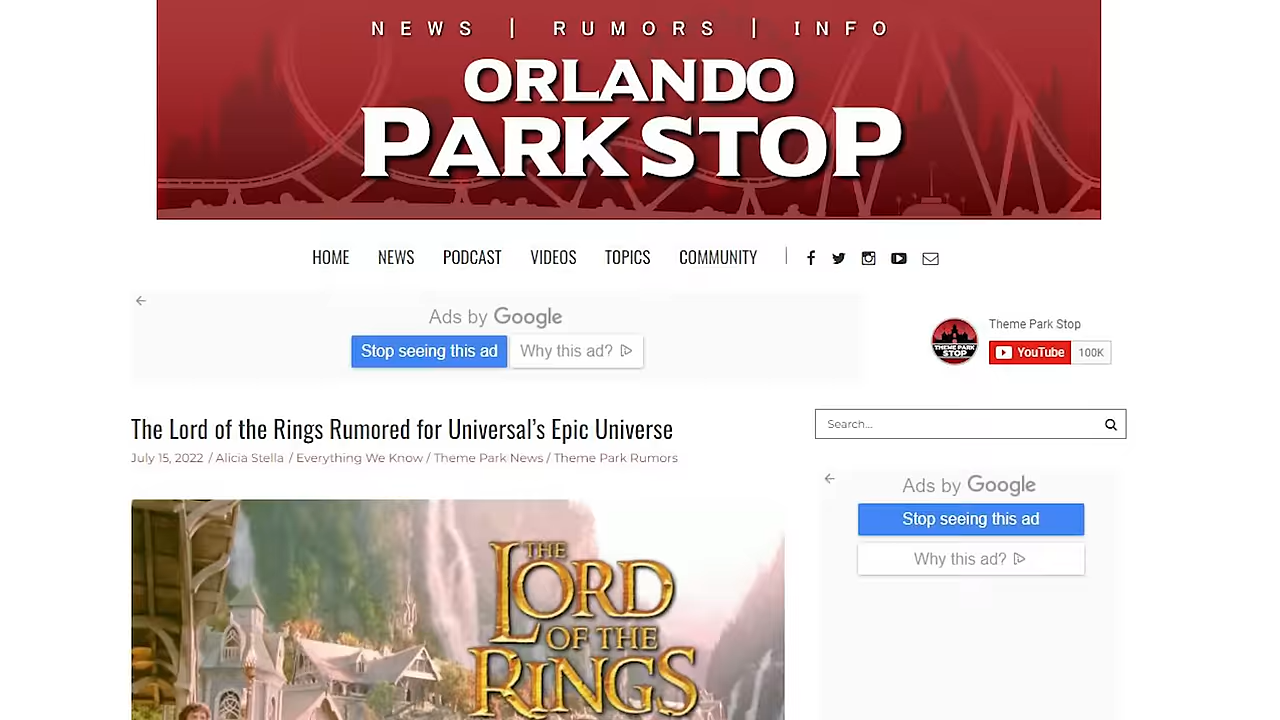 NEWS | RUMORS | INFO
ORLANDO
PARKSTOP
HOME NEWS PODCAST VIDEOS TOPICS COMMUNITY |
Ads by Google
Stop seeing this ad Why this ad?
Theme Park Stop
THEME PARK
STOP
YouTube 100K
The Lord of the Rings Rumored for Universal's Epic Universe
July 15, 2022 / Alicia Stella / Everything We Know / Theme Park News / Theme Park Rumors
Search...
Ads by Google
Stop seeing this ad
Why this ad?
THE
LORD
OF THE
RINGS